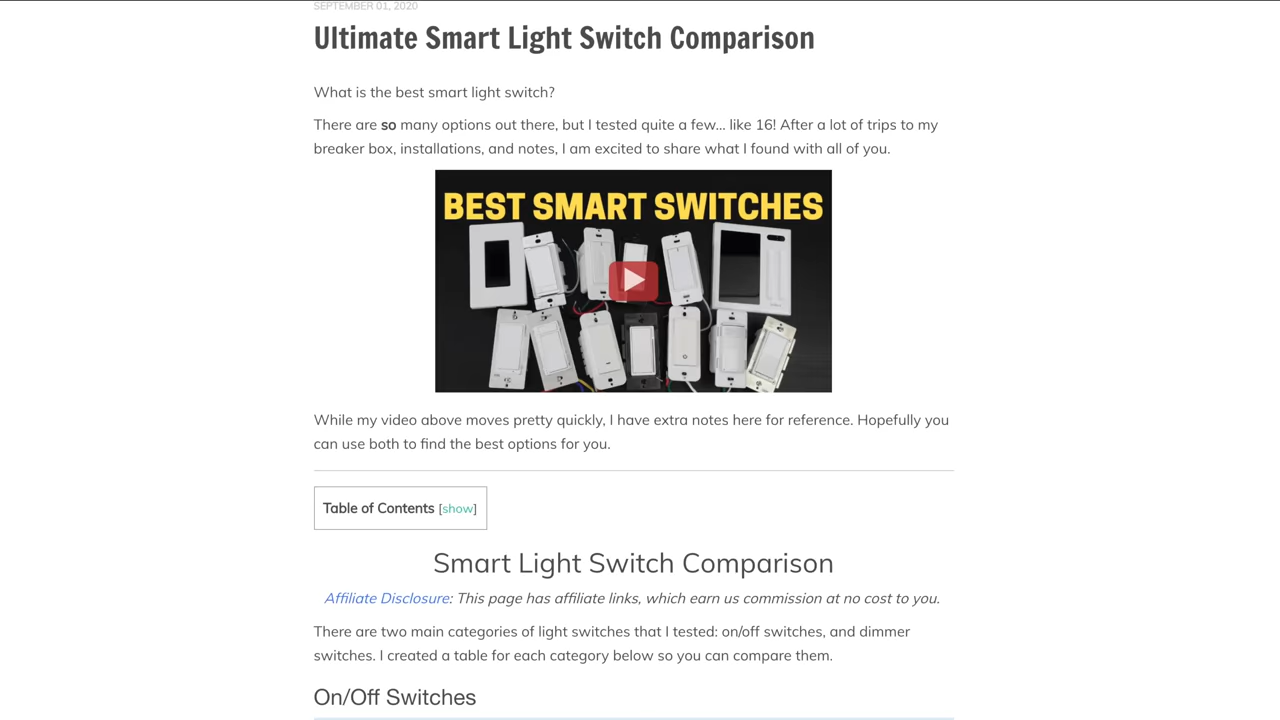 SEPTEMBER 01, 2020
Ultimate Smart Light Switch Comparison
What is the best smart light switch?
There are so many options out there, but I tested quite a few... like 16! After a lot of trips to my
breaker box, installations, and notes, I am excited to share what I found with all of you.
BEST SMART SWITCHES
While my video above moves pretty quickly, I have extra notes here for reference. Hopefully you
can use both to find the best options for you.
Table of Contents [show]
Smart Light Switch Comparison
Affiliate Disclosure: This page has affiliate links, which earn us commission at no cost to you.
There are two main categories of light switches that I tested: on/off switches, and dimmer
switches. I created a table for each category below so you can compare them.
On/Off Switches